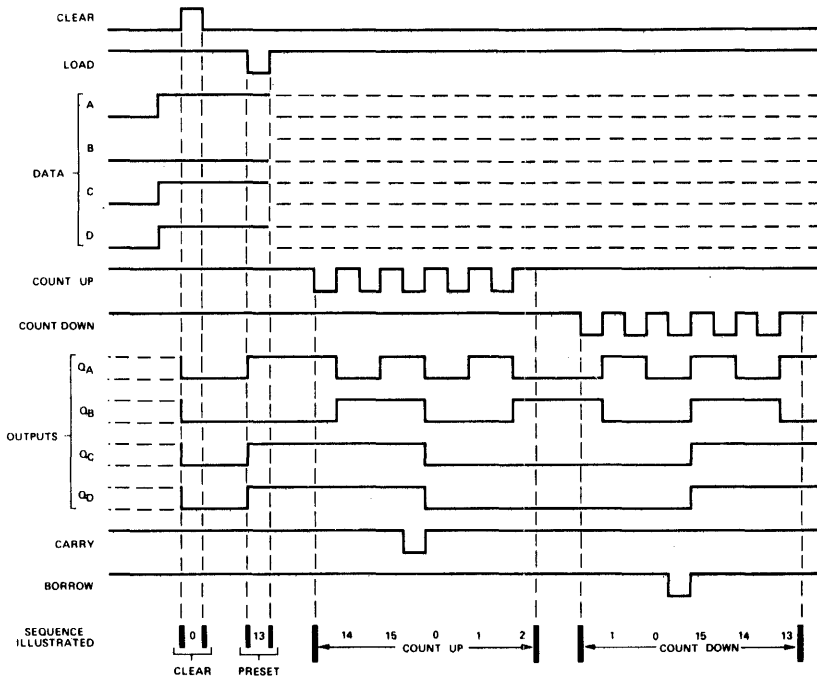 CLEAR
LOAD
A
B
DATA
C
D
COUNT UP
COUNT DOWN
QA
QB
OUTPUTS
QC
QD
CARRY
BORROW
SEQUENCE
ILLUSTRATED
0 13 14 15 0 1 2 1 0 15 14 13
CLEAR PRESET COUNT UP COUNT DOWN